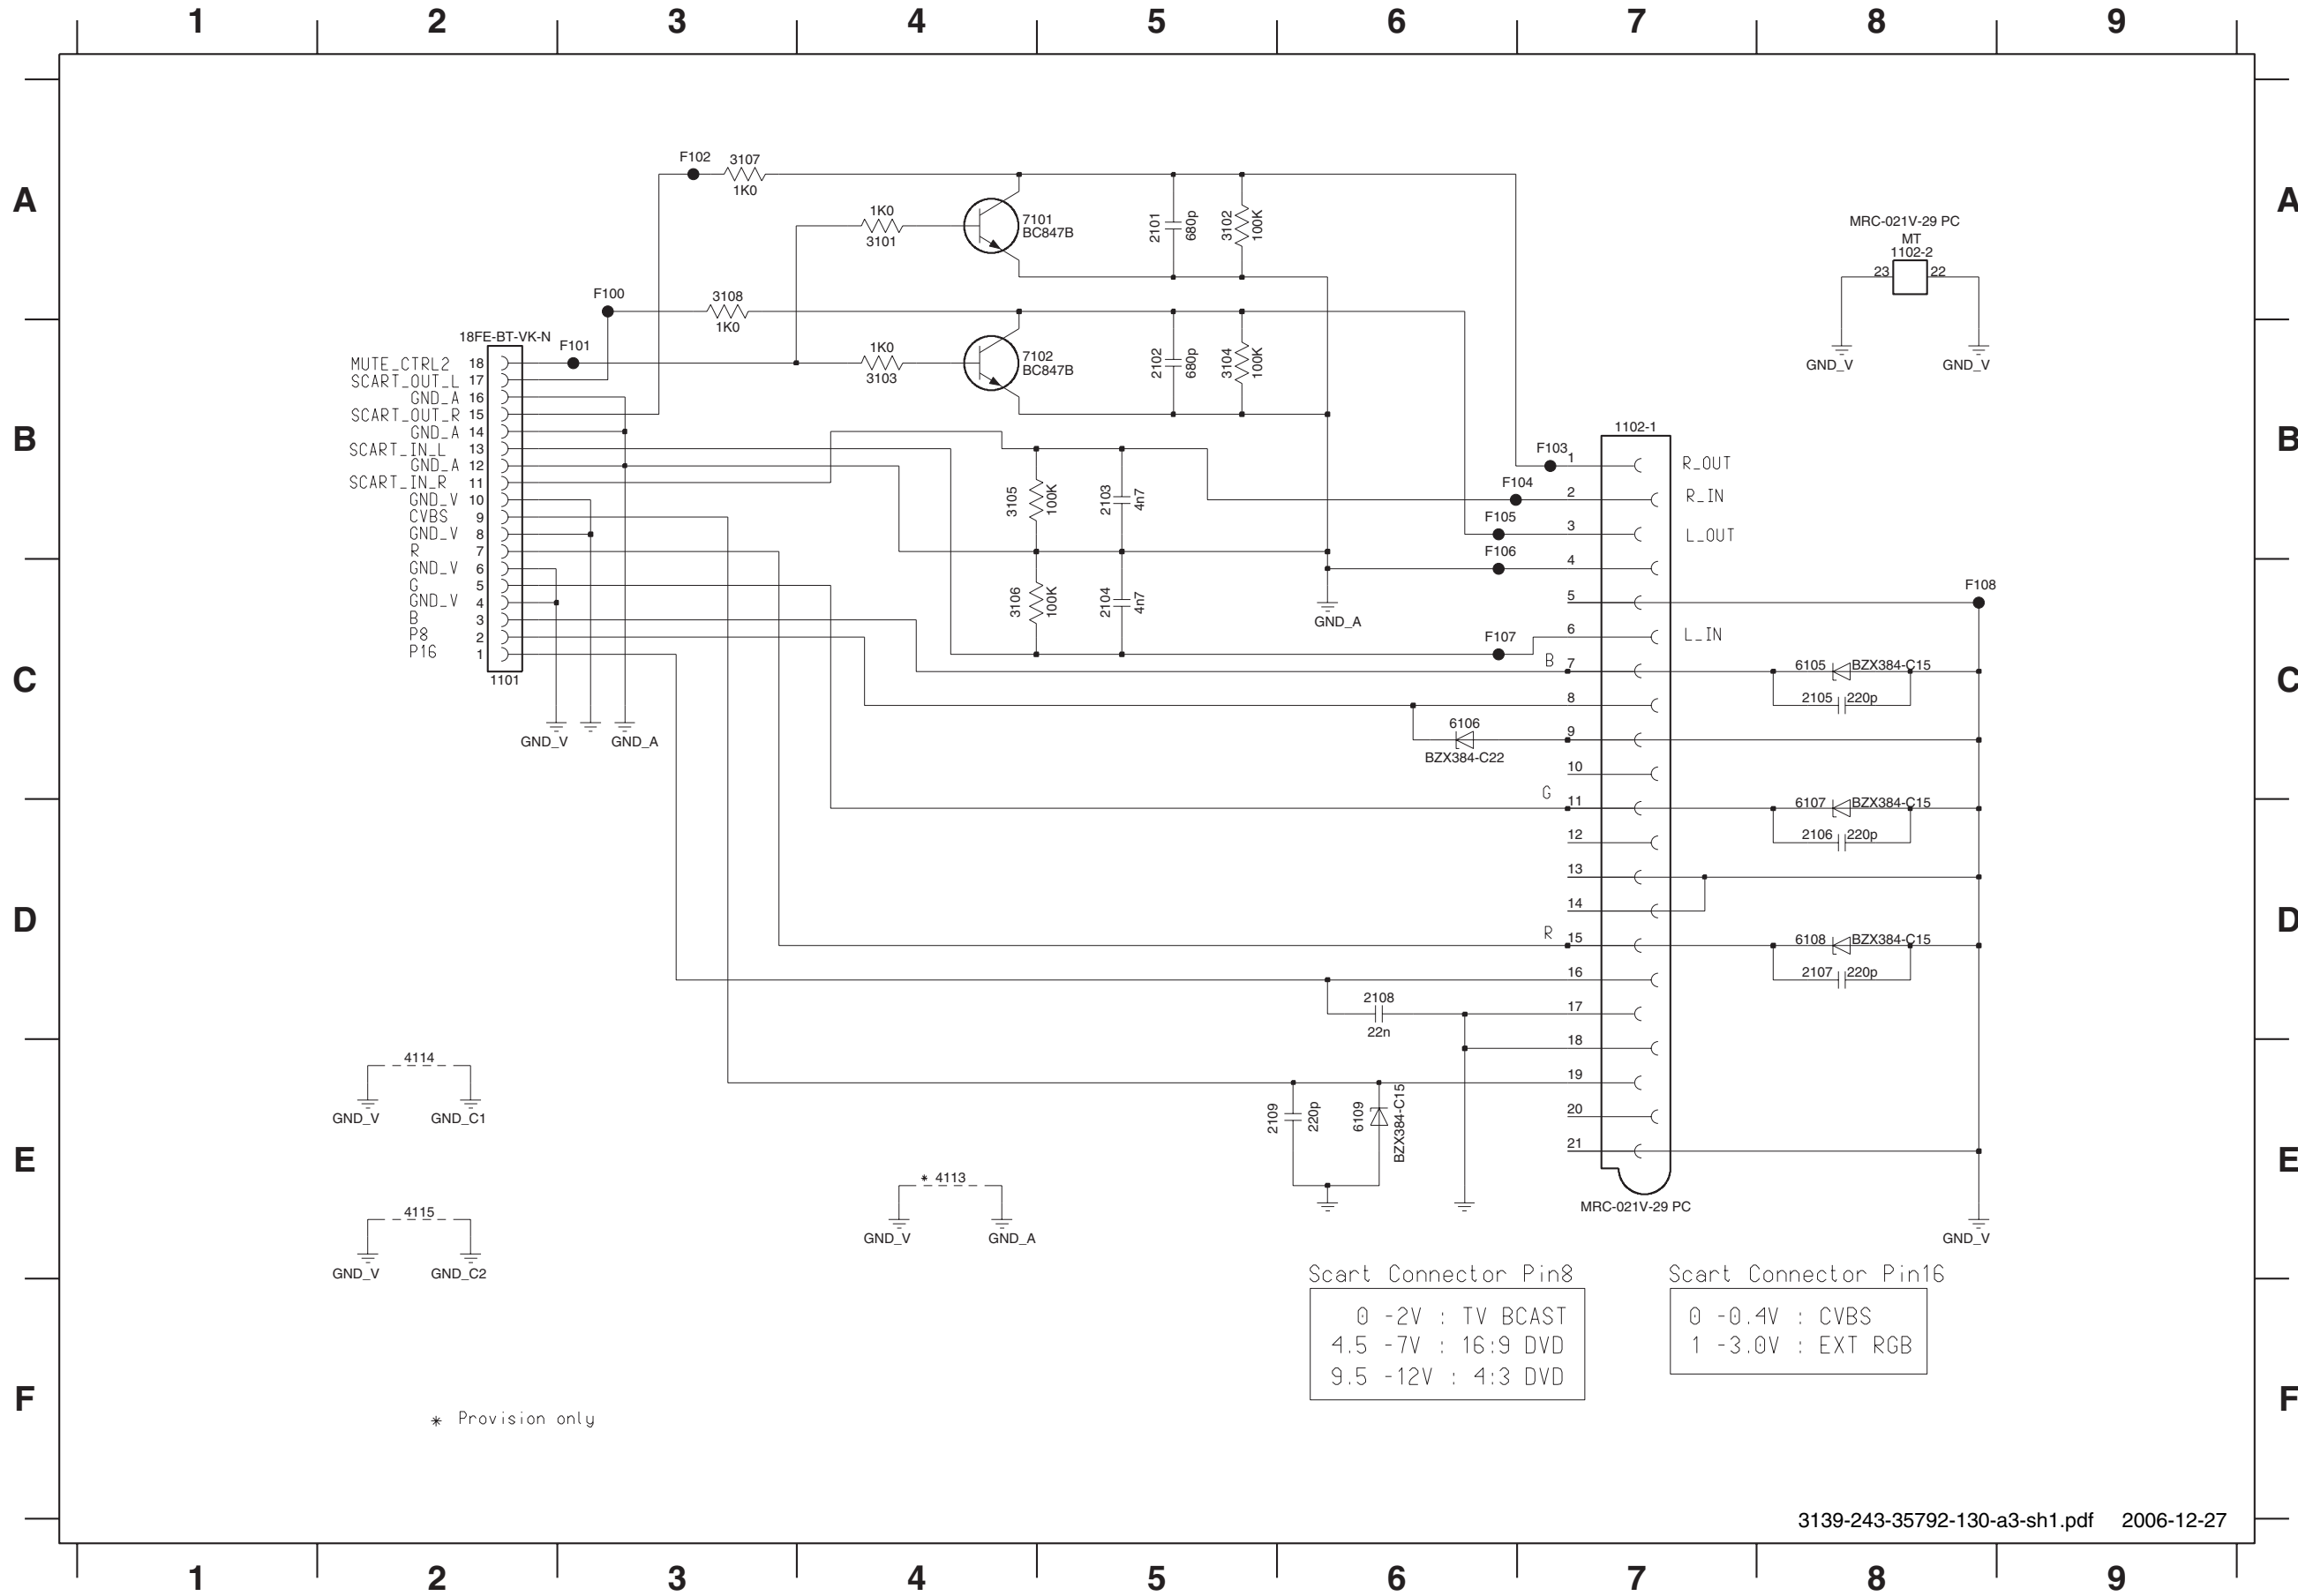 1 2 3 4 5 6 7 8 9
A A
B B
C C
D D
E E
F F
F102
3107
1K0
1K0
3101
7101
BC847B
2101
680p
3102
100K
MRC-021V-29 PC
MT
1102-2
23
22
GND_V
GND_V
F100
3108
1K0
1K0
3103
7102
BC847B
2102
680p
3104
100K
18FE-BT-VK-N
F101
MUTE_CTRL2 18
SCART_OUT_L 17
GND_A 16
SCART_OUT_R 15
GND_A 14
SCART_IN_L 13
GND_A 12
SCART_IN_R 11
GND_V 10
CVBS 9
GND_V 8
R 7
GND_V 6
G 5
GND_V 4
B 3
P8 2
P16 1
1101
GND_V
GND_A
3105
100K
2103
4n7
3106
100K
2104
4n7
GND_A
1102-1
F103 1 R_OUT
F104 2 R_IN
F105 3 L_OUT
F106 4
5
F107 6 L_IN
B 7
8
9
10
G 11
12
13
14
R 15
16
17
18
19
20
21
MRC-021V-29 PC
F108
6105 BZX384-C15
2105 220p
6106
BZX384-C22
6107 BZX384-C15
2106 220p
6108 BZX384-C15
2107 220p
2108
22n
2109
220p
6109
BZX384-C15
GND_V
4114
GND_V GND_C1
4115
GND_V GND_C2
* 4113
GND_V GND_A
Scart Connector Pin8
0 -2V : TV BCAST
4.5 -7V : 16:9 DVD
9.5 -12V : 4:3 DVD
Scart Connector Pin16
0 -0.4V : CVBS
1 -3.0V : EXT RGB
* Provision only
3139-243-35792-130-a3-sh1.pdf 2006-12-27
1 2 3 4 5 6 7 8 9